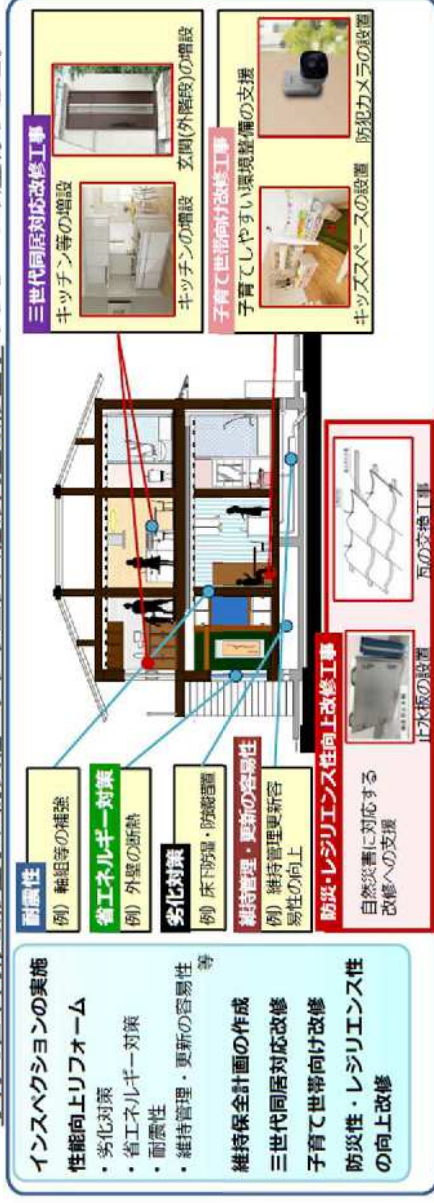 インスペクションの実施
性能向上リフォーム
・劣化対策
・省エネルギー対策
・耐震性
・維持管理・更新の容易性
等
維持保全計画の作成
三世代同居対応改修
子育て世帯向け改修
防災性・レジリエンス性
の向上改修
耐震性
例）軸組等の補強
省エネルギー対策
例）外壁の断熱
劣化対策
例）床下防湿・防蟻措置
維持管理・更新の容易性
例）維持管理更新容
易性の向上
防災・レジリエンス性向上改修工事
自然災害に対応する
改修への支援
止水板の設置
瓦の交換工事
三世代同居対応改修工事
キッチン等の増設
キッチンの増設
玄関(外階段)の増設
子育て世帯向け改修工事
子育てしやすい環境整備の支援
キッズスペースの設置
防犯カメラの設置